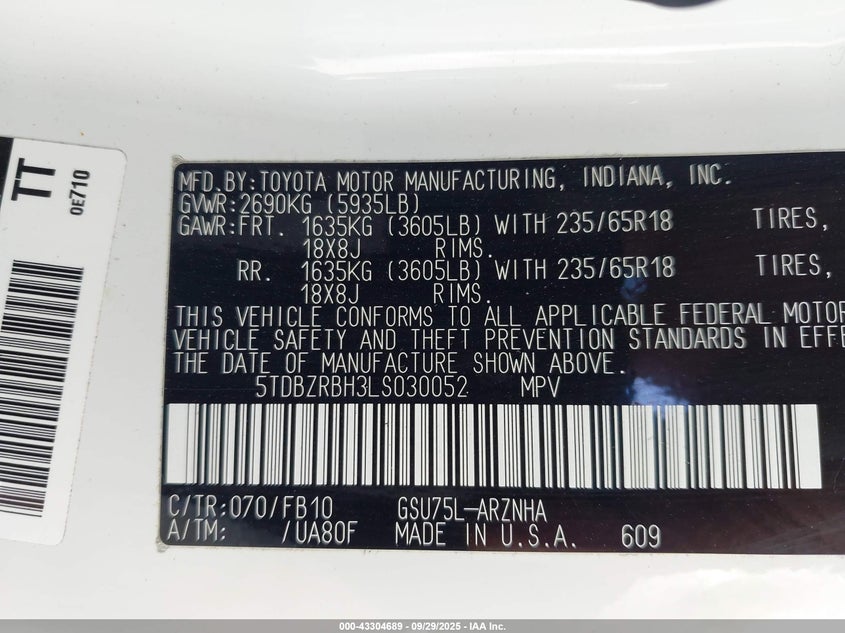 TT
0E710
MFD.BY:TOYOTA MOTOR MANUFACTURING, INDIANA, INC.
GVWR:2690KG (5935LB)
GAWR:FRT. 1635KG (3605LB) WITH 235/65R18 TIRES,
18X8J RIMS.
RR. 1635KG (3605LB) WITH 235/65R18 TIRES,
18X8J RIMS.
THIS VEHICLE CONFORMS TO ALL APPLICABLE FEDERAL MOTOR
VEHICLE SAFETY AND THEFT PREVENTION STANDARDS IN EFFE
THE DATE OF MANUFACTURE SHOWN ABOVE.
5TDBZRBH3LS030052 MPV
C/TR:070/FB10 GSU75L-ARZNHA
A/TM: /UA80F MADE IN U.S.A. 609
000-43304689 - 09/29/2025 - IAA Inc.